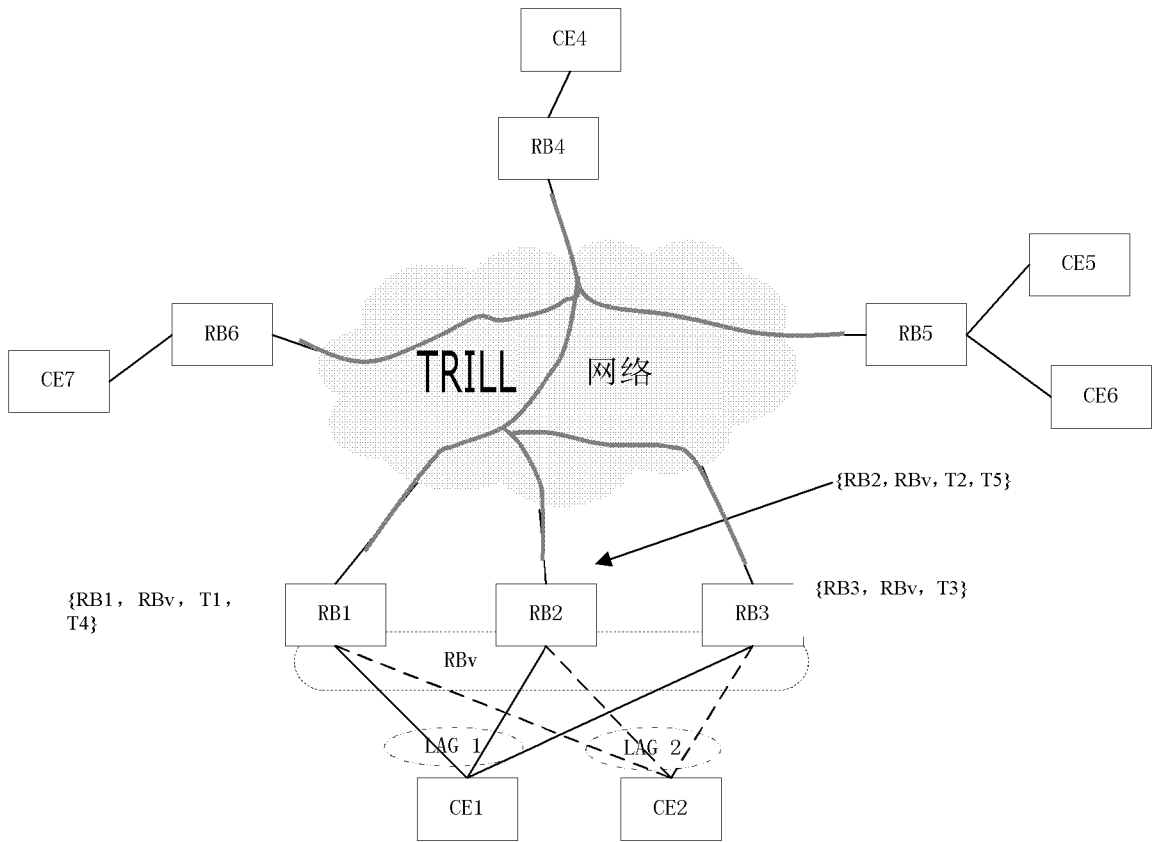 CE4
RB4
CE5
RB6
RB5
TRILL 网络
CE7
CE6
{RB2, RBv, T2, T5}
{RB1, RBv, T1,
T4}
RB1
RB2
RB3
{RB3, RBv, T3}
RBv
LAG 1
LAG 2
CE1
CE2